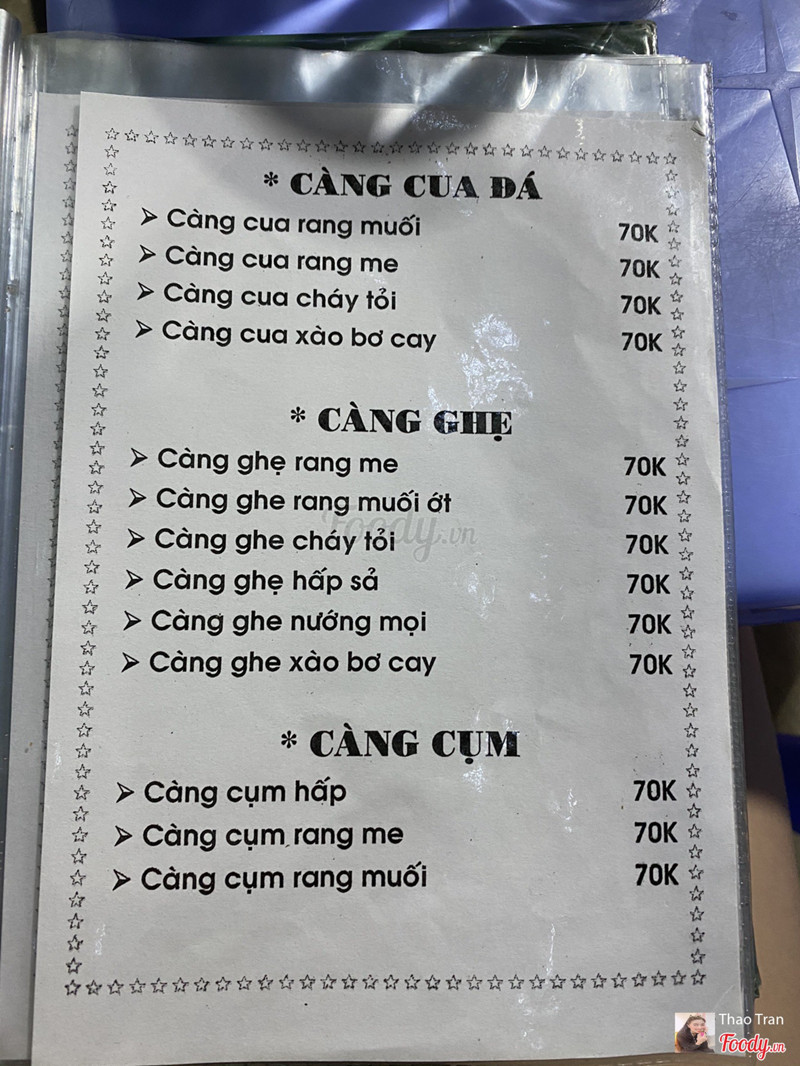 * CÀNG CUA ĐÁ
➢ Càng cua rang muối 70K
➢ Càng cua rang me 70K
➢ Càng cua cháy tỏi 70K
➢ Càng cua xào bơ cay 70K
* CÀNG GHẸ
➢ Càng ghẹ rang me 70K
➢ Càng ghe rang muối ớt 70K
➢ Càng ghe cháy tỏi 70K
➢ Càng ghẹ hấp sả 70K
➢ Càng ghe nướng mọi 70K
➢ Càng ghe xào bơ cay 70K
* CÀNG CỤM
➢ Càng cụm hấp 70K
➢ Càng cụm rang me 70K
➢ Càng cụm rang muối 70K
Foody.vn
Thao Tran
Foody.vn